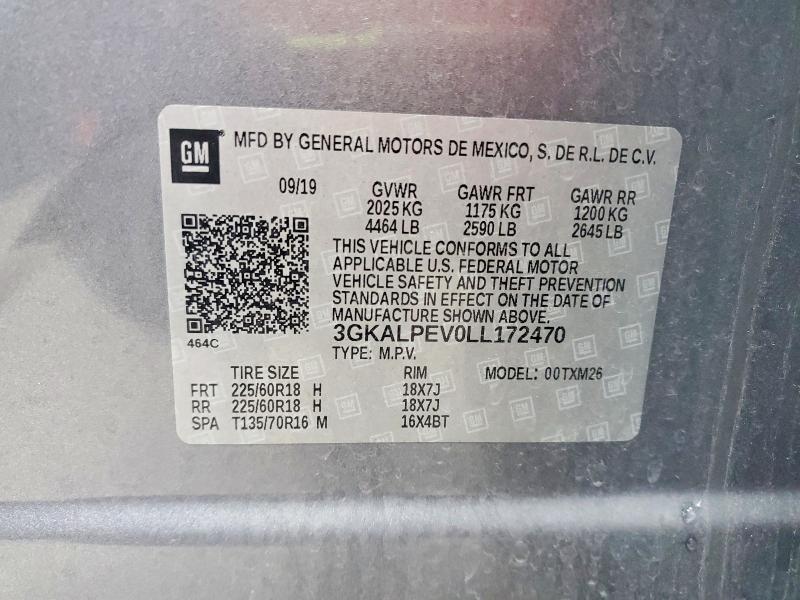 GM
MFD BY GENERAL MOTORS DE MEXICO, S. DE R.L. DE C.V.
09/19 GVWR GAWR FRT GAWR RR
2025 KG 1175 KG 1200 KG
4464 LB 2590 LB 2645 LB
THIS VEHICLE CONFORMS TO ALL
APPLICABLE U.S. FEDERAL MOTOR
VEHICLE SAFETY AND THEFT PREVENTION
STANDARDS IN EFFECT ON THE DATE OF
MANUFACTURE SHOWN ABOVE.
464C
3GKALPEV0LL172470
TYPE: M.P.V.
TIRE SIZE RIM MODEL: 00TXM26
FRT 225/60R18 H 18X7J
RR 225/60R18 H 18X7J
SPA T135/70R16 M 16X4BT